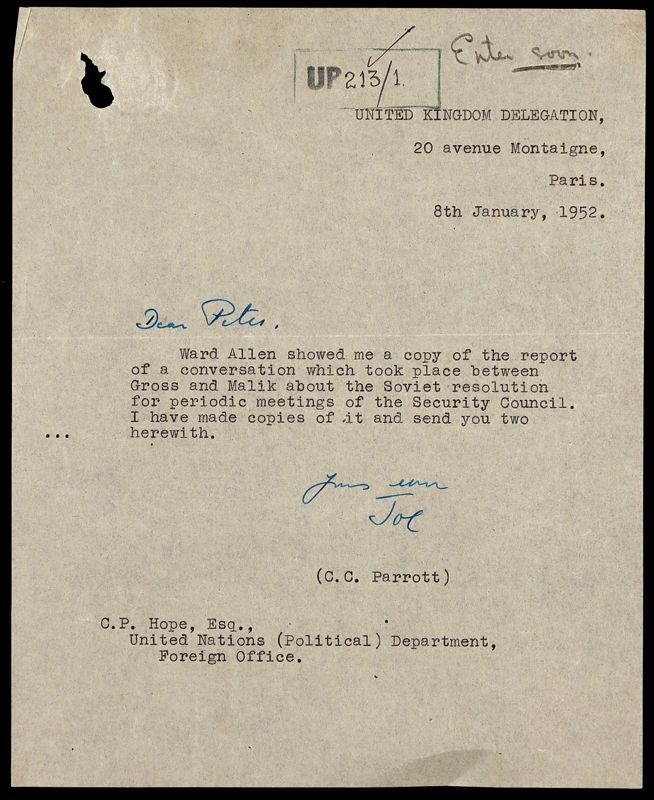 Enter soon.
UP 213/1.
UNITED KINGDOM DELEGATION,
20 avenue Montaigne,
Paris.
8th January, 1952.
Dear Peter,
Ward Allen showed me a copy of the report
of a conversation which took place between
Gross and Malik about the Soviet resolution
for periodic meetings of the Security Council.
I have made copies of it and send you two
... herewith.
Yours ever
Joe
(C.C. Parrott)
C.P. Hope, Esq.,
United Nations (Political) Department,
Foreign Office.